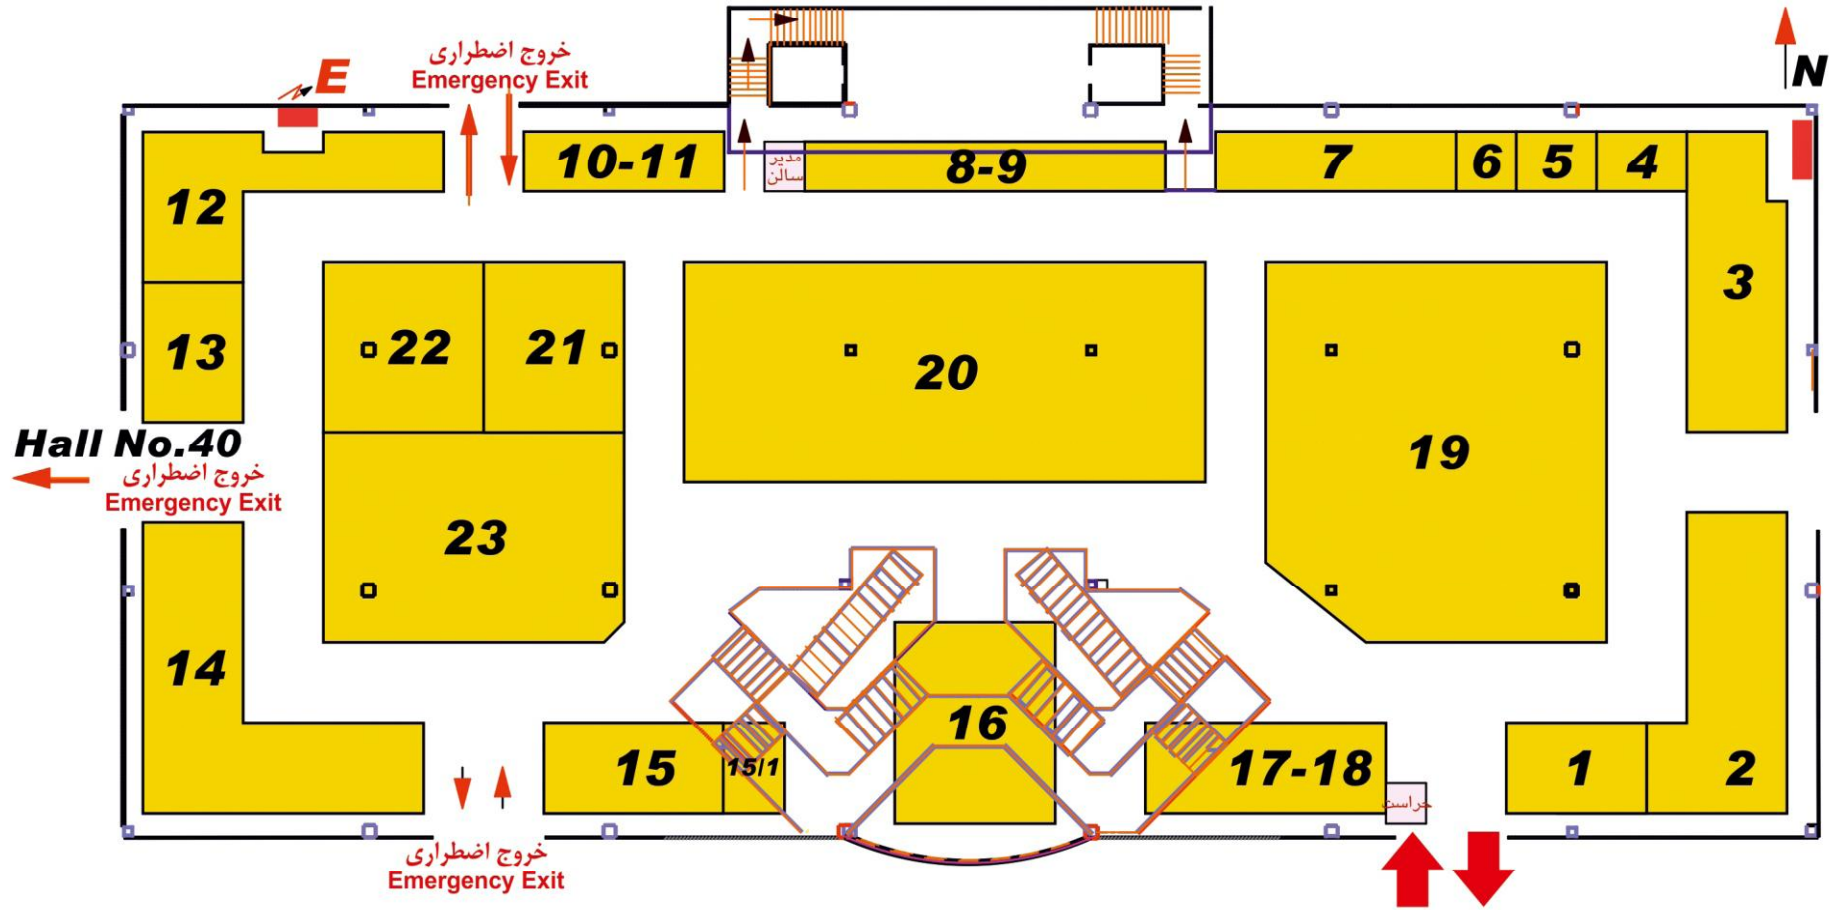 خروج اضطراری
Emergency Exit
E
N
10-11
مدیر
سالن
8-9
7
6
5
4
12
3
13
22
21
20
19
Hall No.40
خروج اضطراری
Emergency Exit
23
14
15
15/1
16
17-18
حراست
1
2
خروج اضطراری
Emergency Exit